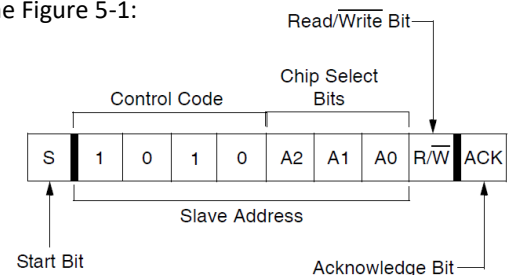 ne Figure 5-1:
Read/Write Bit
Chip Select
Bits
Control Code
S 1 0 1 0 A2 A1 A0 R/W ACK
Slave Address
Start Bit
Acknowledge Bit